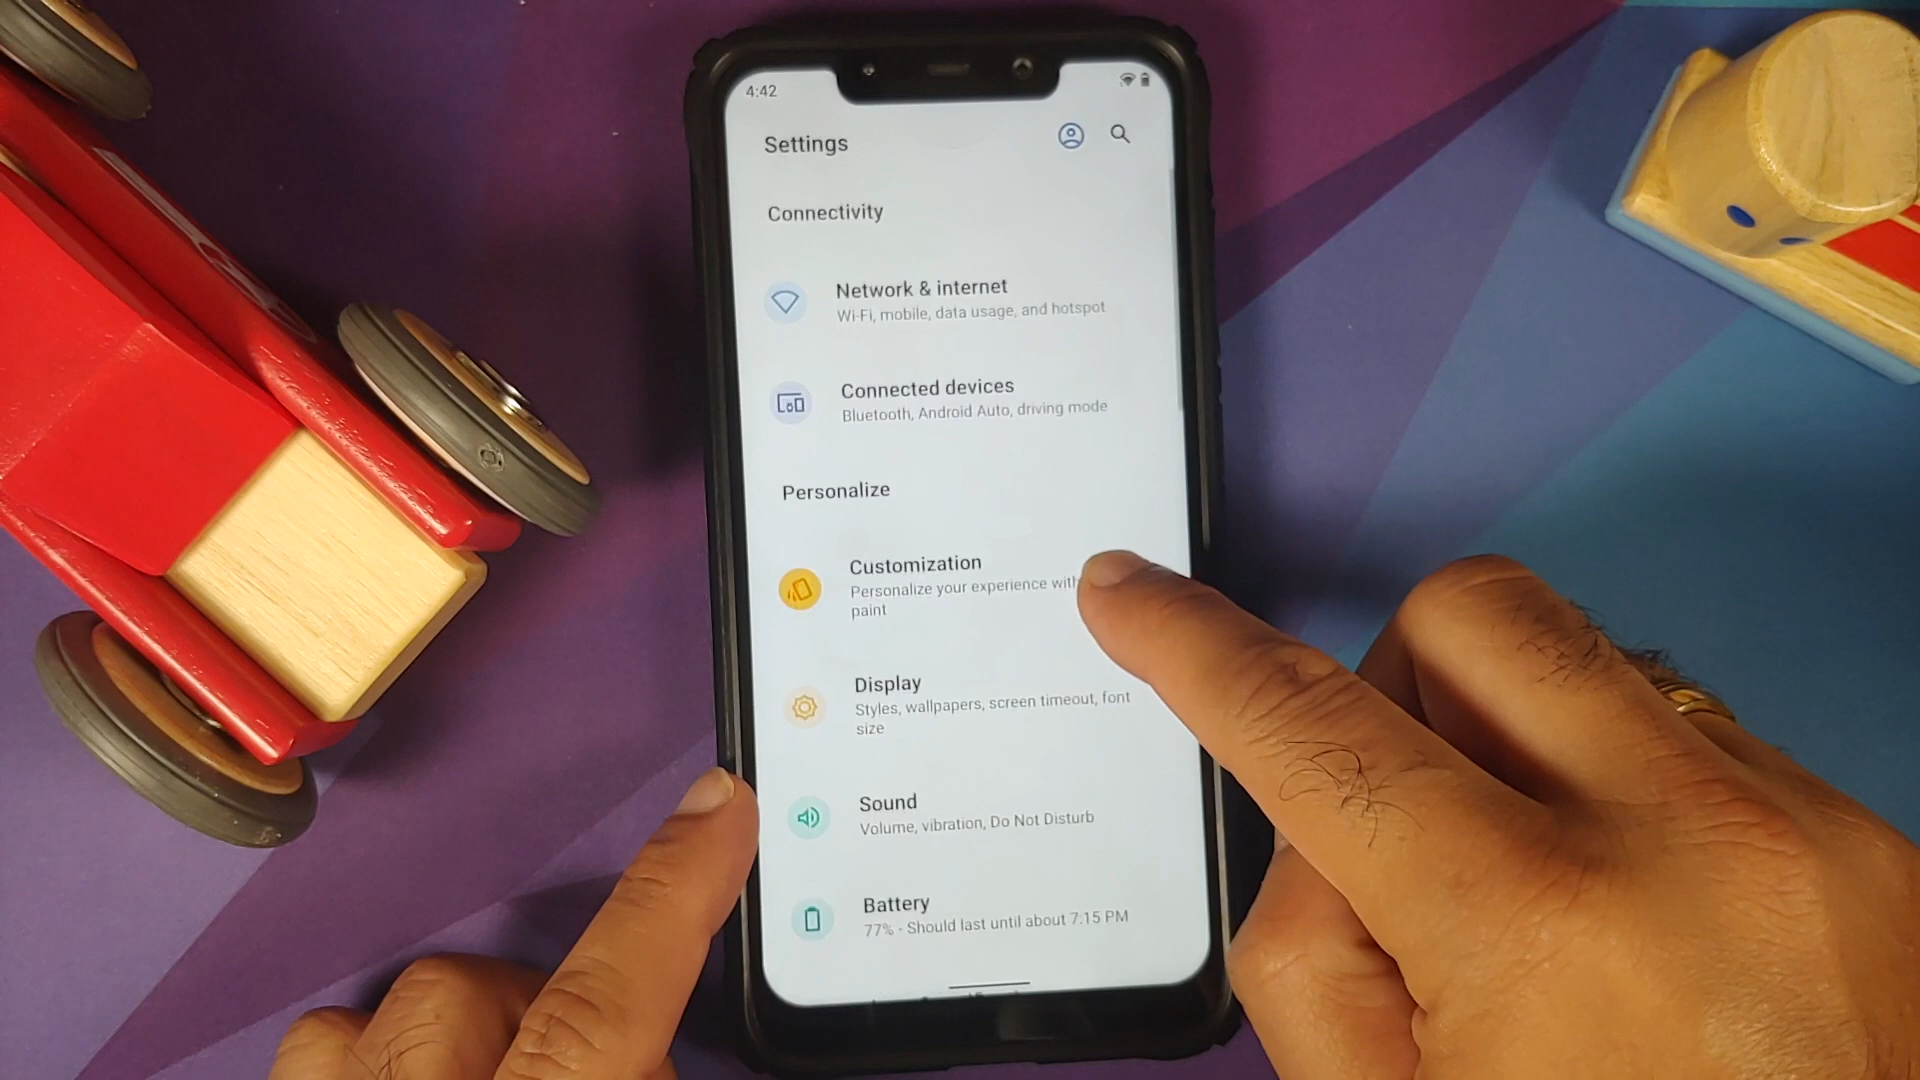 4:42
Settings
Connectivity
Network & internet
Wi-Fi, mobile, data usage, and hotspot
Connected devices
Bluetooth, Android Auto, driving mode
Personalize
Customization
Personalize your experience with
paint
Display
Styles, wallpapers, screen timeout, font
size
Sound
Volume, vibration, Do Not Disturb
Battery
77% - Should last until about 7:15 PM